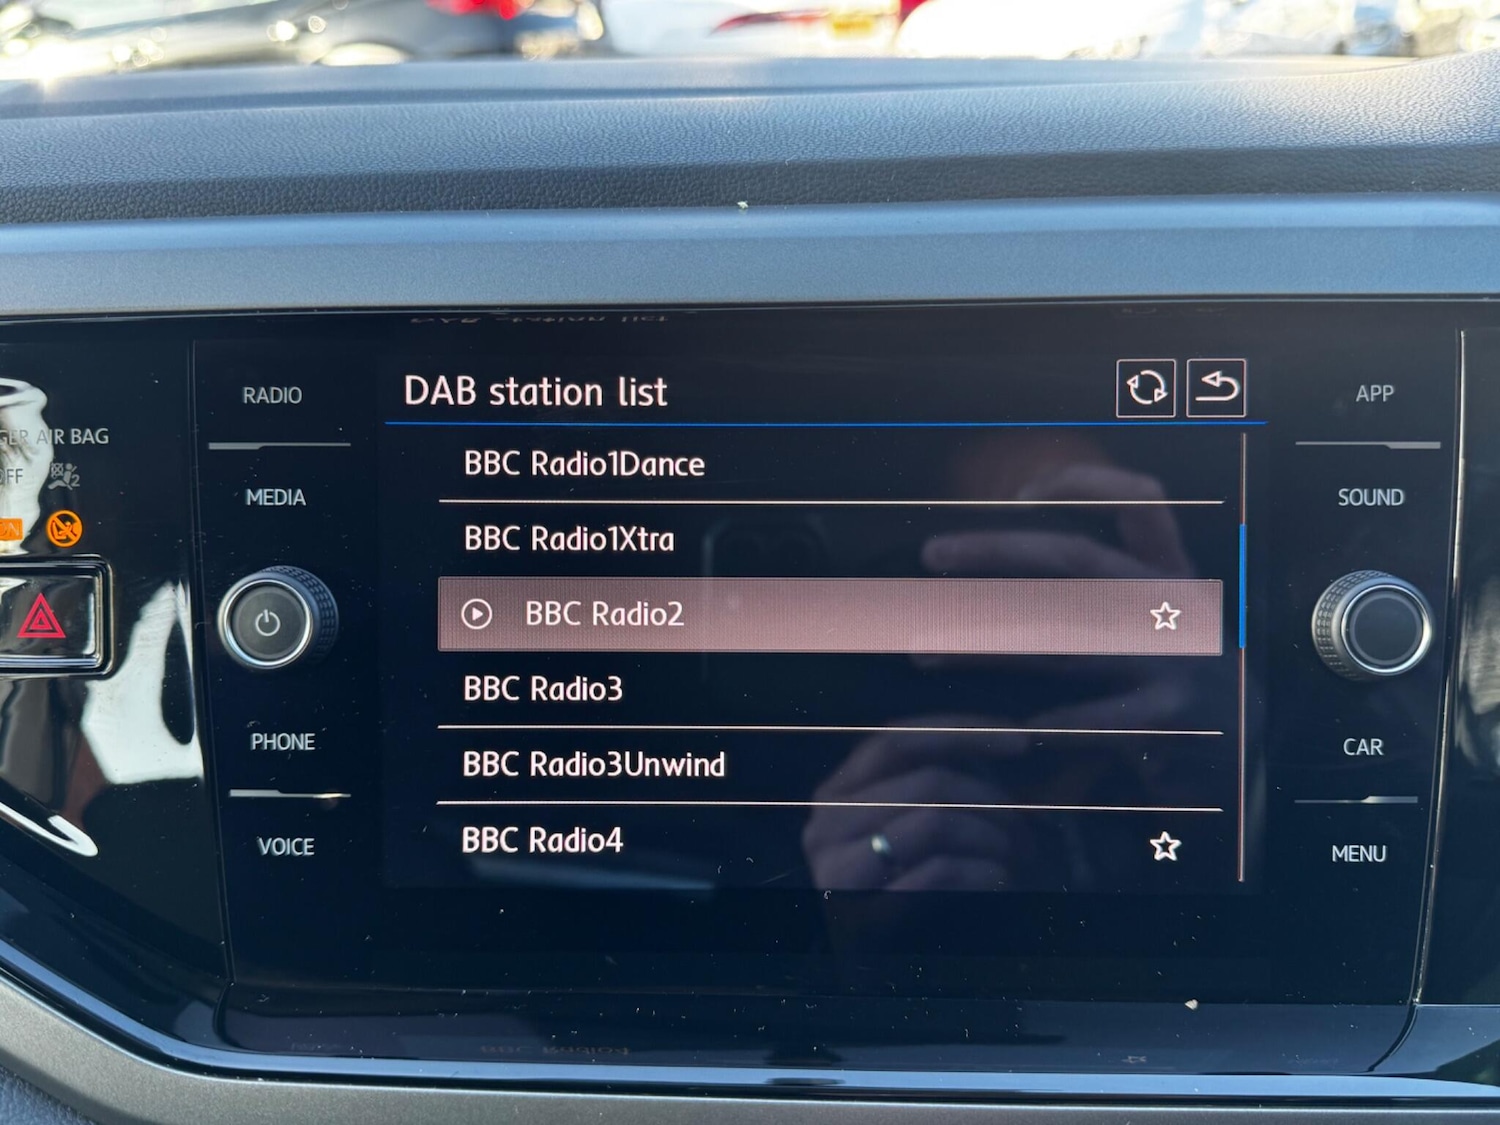 DAB station list
RADIO
MEDIA
PHONE
VOICE
BBC Radio1Dance
BBC Radio1Xtra
BBC Radio2
BBC Radio3
BBC Radio3Unwind
BBC Radio4
APP
SOUND
CAR
MENU
AIR BAG
2